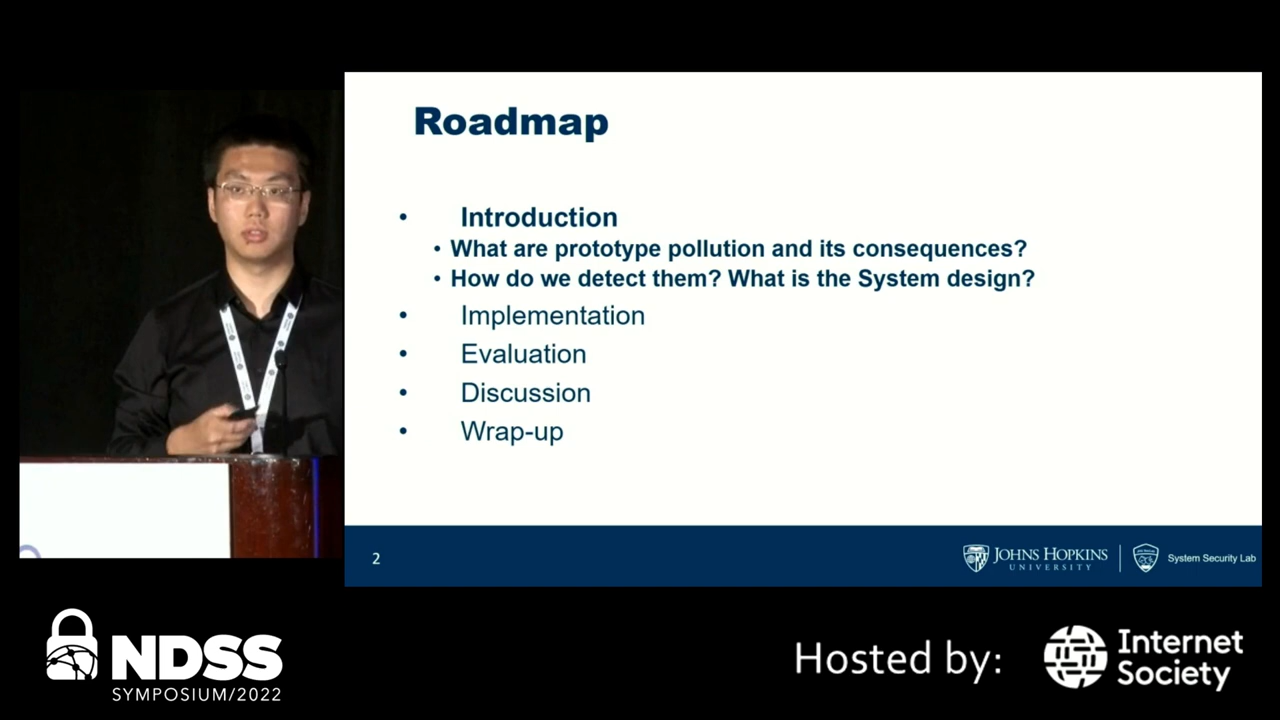 Roadmap
• Introduction
• What are prototype pollution and its consequences?
• How do we detect them? What is the System design?
• Implementation
• Evaluation
• Discussion
• Wrap-up
2
JOHNS HOPKINS
UNIVERSITY
System Security Lab
NDSS
SYMPOSIUM/2022
Hosted by:
Internet
Society